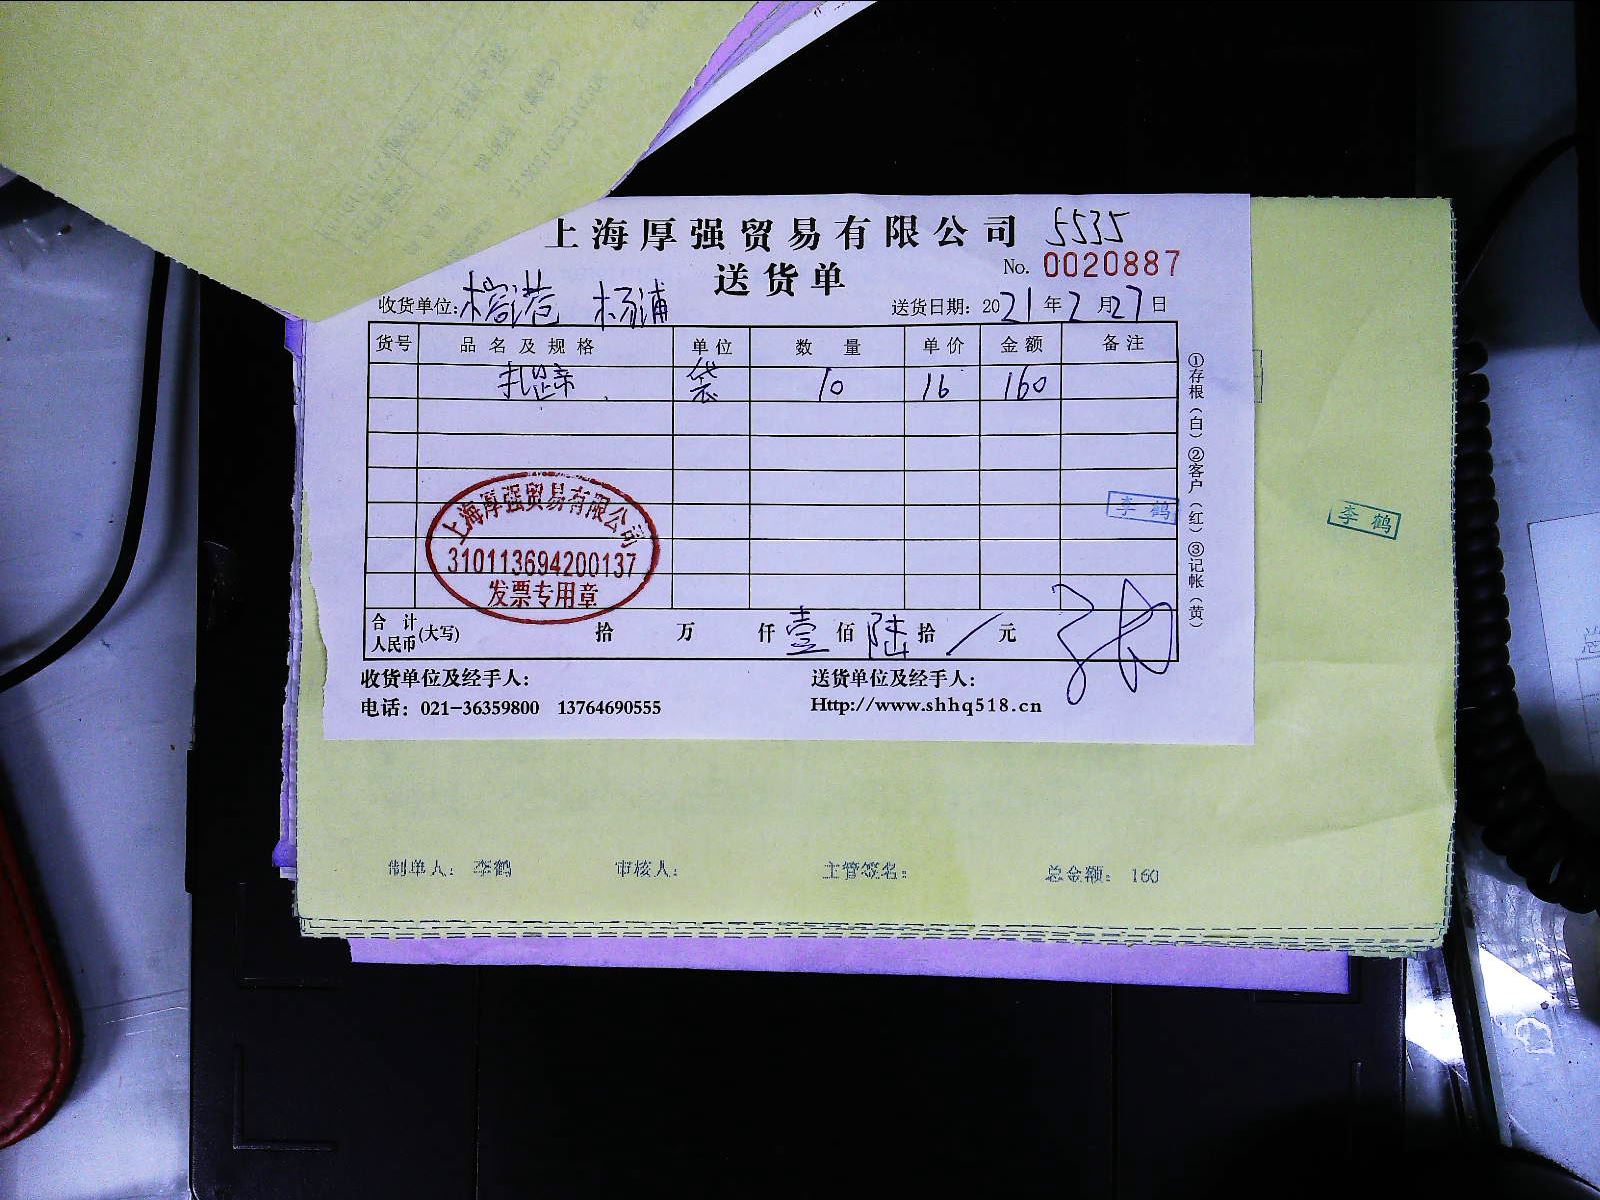 上海厚强贸易有限公司 5535
送货单 No. 0020887
收货单位: 榕港 杨浦 送货日期: 2021年2月27日
货号 品名及规格 单位 数量 单价 金额 备注
扎啤 袋 10 16 160
上海厚强贸易有限公司
310113694200137
发票专用章
李鹤
李鹤
合计人民币(大写) 拾 万 仟 壹 佰 陆 拾 / 元
收货单位及经手人: 送货单位及经手人:
电话: 021-36359800 13764690555 Http://www.shhq518.cn
①存根(白)②客户(红)③记帐(黄)
制单人: 李鹤 审核人: 主管签名: 总金额: 160